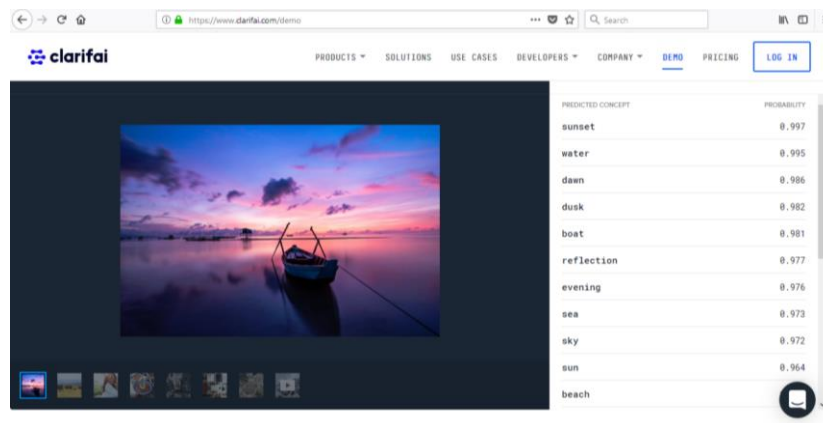 https://www.clarifai.com/demo
Search
clarifai
PRODUCTS SOLUTIONS USE CASES DEVELOPERS COMPANY DEMO PRICING LOG IN
PREDICTED CONCEPT PROBABILITY
sunset 0.997
water 0.995
dawn 0.986
dusk 0.982
boat 0.981
reflection 0.977
evening 0.976
sea 0.973
sky 0.972
sun 0.964
beach